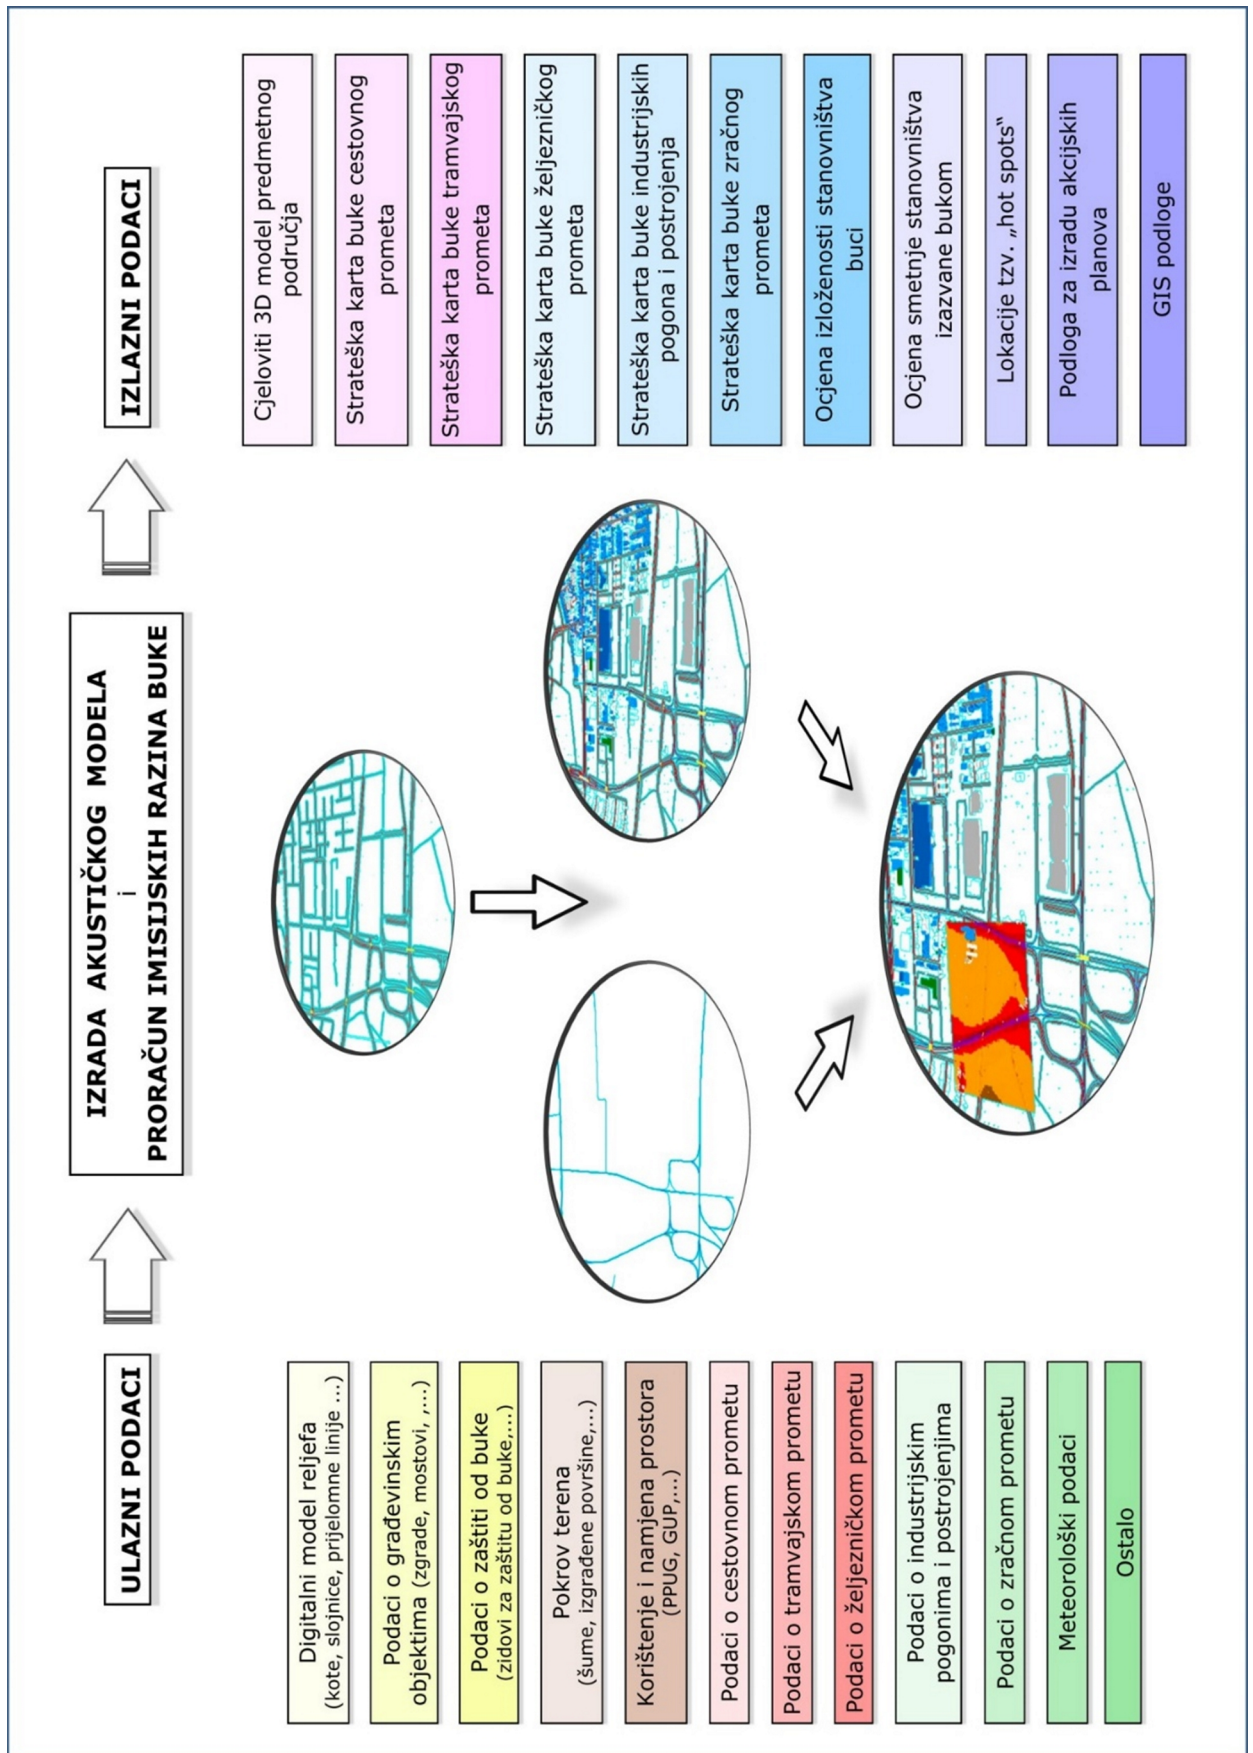 ULAZNI PODACI
IZRADA AKUSTIČKOG MODELA
i
PRORAČUN IMISIJSKIH RAZINA BUKE
IZLAZNI PODACI
Digitalni model reljefa
(kote, slojnice, prijelomne linije ...)
Podaci o građevinskim
objektima (zgrade, mostovi, ,...)
Podaci o zaštiti od buke
(zidovi za zaštitu od buke,...)
Pokrov terena
(šume, izgrađene površine,...)
Korištenje i namjena prostora
(PPUG, GUP,...)
Podaci o cestovnom prometu
Podaci o tramvajskom prometu
Podaci o željezničkom prometu
Podaci o industrijskim
pogonima i postrojenjima
Podaci o zračnom prometu
Meteorološki podaci
Ostalo
Cjeloviti 3D model predmetnog
područja
Strateška karta buke cestovnog
prometa
Strateška karta buke tramvajskog
prometa
Strateška karta buke željezničkog
prometa
Strateška karta buke industrijskih
pogona i postrojenja
Strateška karta buke zračnog
prometa
Ocjena izloženosti stanovništva
buci
Ocjena smetnje stanovništva
izazvane bukom
Lokacije tzv. „hot spots“
Podloga za izradu akcijskih
planova
GIS podloge